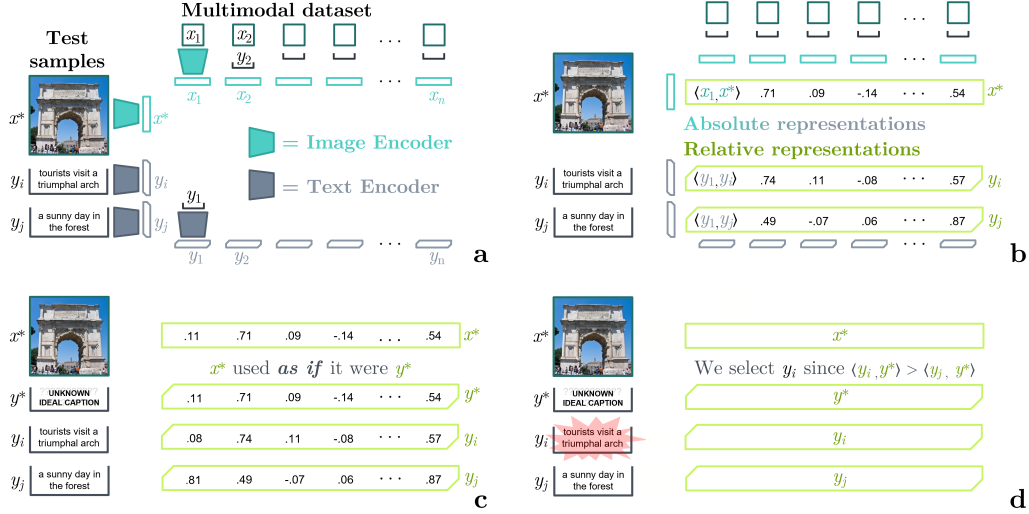 Multimodal dataset
Test
samples
x₁ x₂ . . .
y₂
x₁ x₂ xₙ
x* x*
= Image Encoder
yᵢ tourists visit a
triumphal arch yᵢ
= Text Encoder
yⱼ a sunny day in
the forest yⱼ
y₁
. . .
y₁ y₂ yₙ
a
. . .
. . .
x* ⟨x₁,x*⟩ .71 .09 -.14 . . . .54 x*
Absolute representations
Relative representations
yᵢ tourists visit a
triumphal arch
⟨y₁,yᵢ⟩ .74 .11 -.08 . . . .57 yᵢ
yⱼ a sunny day in
the forest
⟨y₁,yⱼ⟩ .49 -.07 .06 . . . .87 yⱼ
. . .
b
x* .11 .71 .09 -.14 . . . .54 x*
x* used as if it were y*
y* UNKNOWN
IDEAL CAPTION
.11 .71 .09 -.14 . . . .54 y*
yᵢ tourists visit a
triumphal arch
.08 .74 .11 -.08 . . . .57 yᵢ
yⱼ a sunny day in
the forest
.81 .49 -.07 .06 . . . .87 yⱼ
c
x* x*
We select yᵢ since ⟨yᵢ,y*⟩ > ⟨yⱼ, y*⟩
y* UNKNOWN
IDEAL CAPTION
y*
yᵢ tourists visit a
triumphal arch
yᵢ
yⱼ a sunny day in
the forest
yⱼ
d